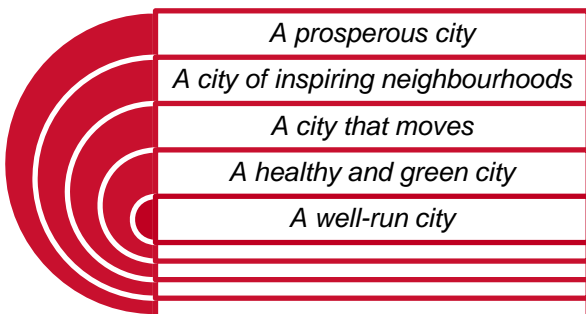 A prosperous city
A city of inspiring neighbourhoods
A city that moves
A healthy and green city
A well-run city